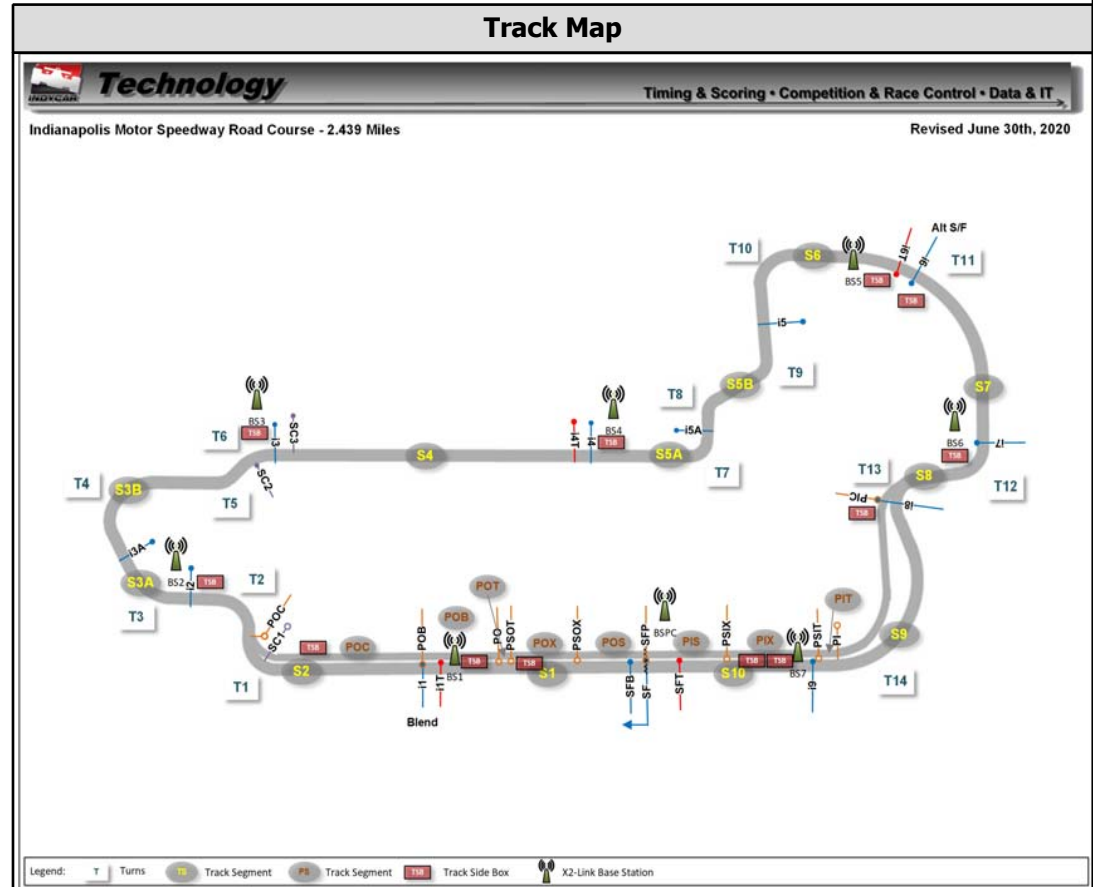 Track Map
INDYCAR
Technology
Timing & Scoring • Competition & Race Control • Data & IT
Indianapolis Motor Speedway Road Course - 2.439 Miles
Revised June 30th, 2020
Alt S/F
T10
S6
BS5
TSB
i6T
i6
TSB
T11
i5
T9
T8
S5B
S7
BS3
TSB
T6
i3
SC3
S4
i4T
i4
BS4
TSB
i5A
S5A
T7
BS6
TSB
i7
T4
S3B
T5
SC2
T13
S8
T12
PIC
i8
TSB
i3A
S3A
BS2
i2
TSB
T2
T3
POT
PIT
POC
SC1
TSB
POC
POB
POB
BS1
TSB
PO
PSOT
POX
TSB
PSOX
POS
SFP
BSPC
PIS
PSIX
PIX
TSB
TSB
BS7
PSIT
PI
S9
T1
S2
i1
i1T
S1
SFB
SF
SFT
S10
i9
T14
Blend
Legend:
T
Turns
TS
Track Segment
PS
Track Segment
TSB
Track Side Box
X2-Link Base Station